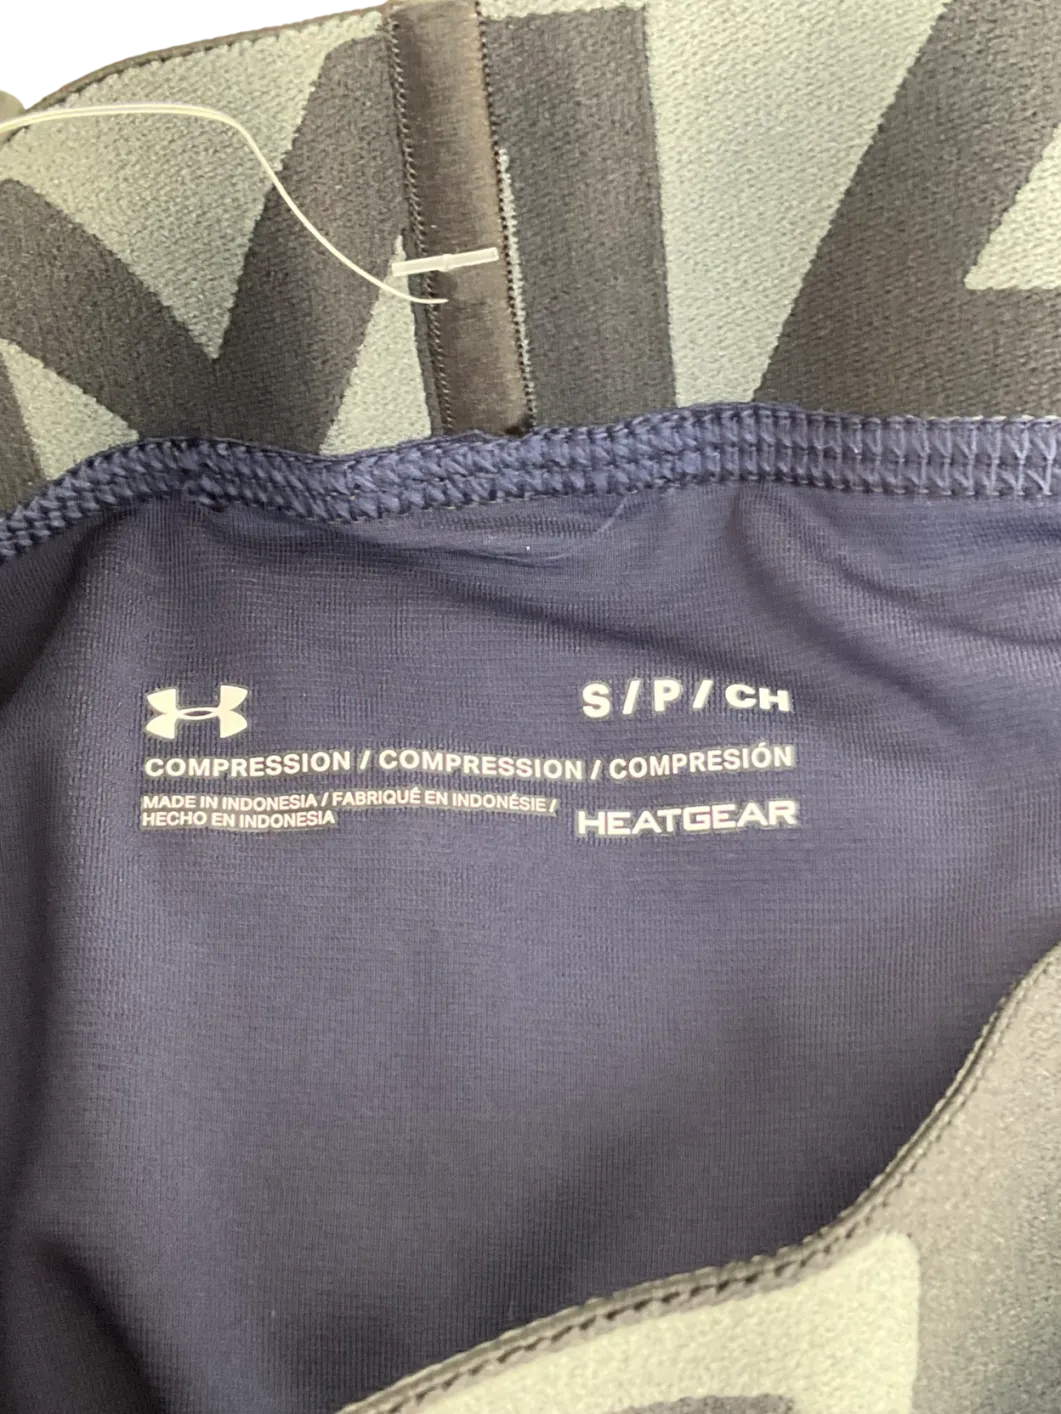 S / P / CH
COMPRESSION / COMPRESSION / COMPRESIÓN
MADE IN INDONESIA / FABRIQUÉ EN INDONÉSIE /
HECHO EN INDONESIA
HEATGEAR